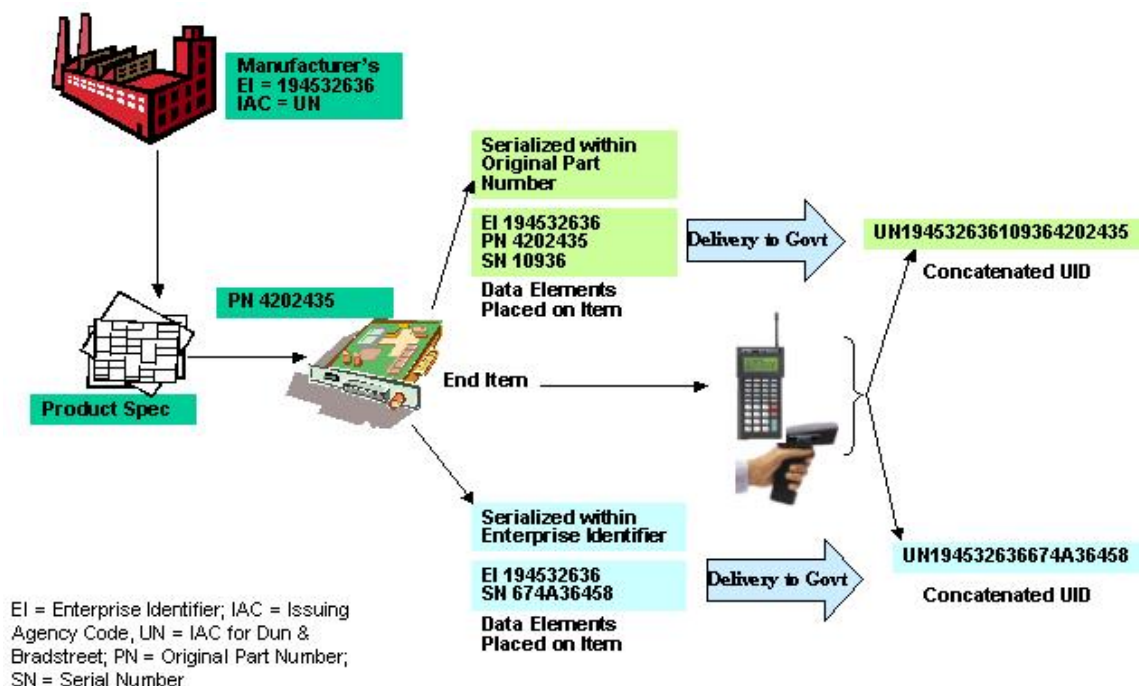 Manufacturer's
EI = 194532636
IAC = UN
Serialized within
Original Part
Number
EI 194532636
PN 4202435
SN 10936
Data Elements
Placed on Item
Delivery to Govt
UN194532636109364202435
Concatenated UID
PN 4202435
Product Spec
End Item
Serialized within
Enterprise Identifier
EI 194532636
SN 674A36458
Data Elements
Placed on Item
Delivery to Govt
UN194532636674A36458
Concatenated UID
EI = Enterprise Identifier; IAC = Issuing
Agency Code, UN = IAC for Dun &
Bradstreet; PN = Original Part Number;
SN = Serial Number